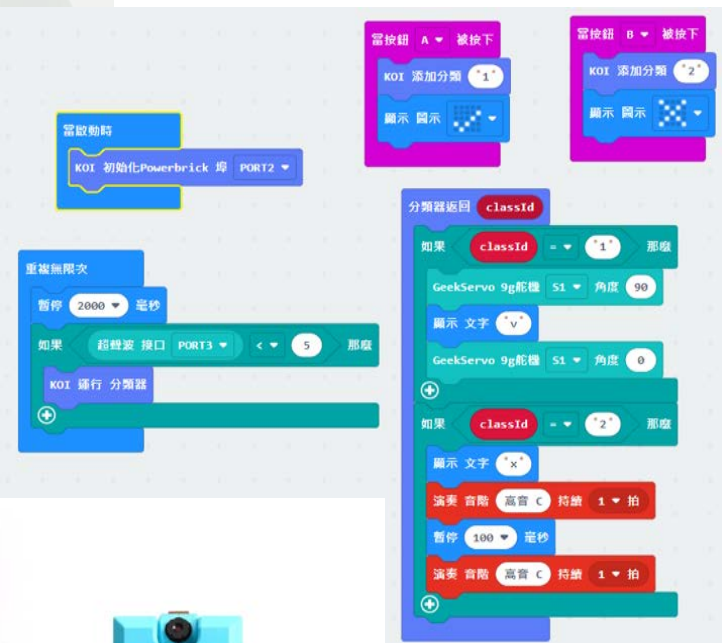 當按鈕 A 被按下
KOI 添加分類 "1"
顯示 圖示
當按鈕 B 被按下
KOI 添加分類 "2"
顯示 圖示
當啟動時
KOI 初始化Powerbrick 埠 PORT2
分類器返回 classId
如果 classId = "1" 那麼
GeekServo 9g舵機 S1 角度 90
顯示 文字 "v"
GeekServo 9g舵機 S1 角度 0
如果 classId = "2" 那麼
顯示 文字 "x"
演奏 音階 高音 C 持續 1 拍
暫停 100 毫秒
演奏 音階 高音 C 持續 1 拍
重複無限次
暫停 2000 毫秒
如果 超聲波 接口 PORT3 < 5 那麼
KOI 運行 分類器